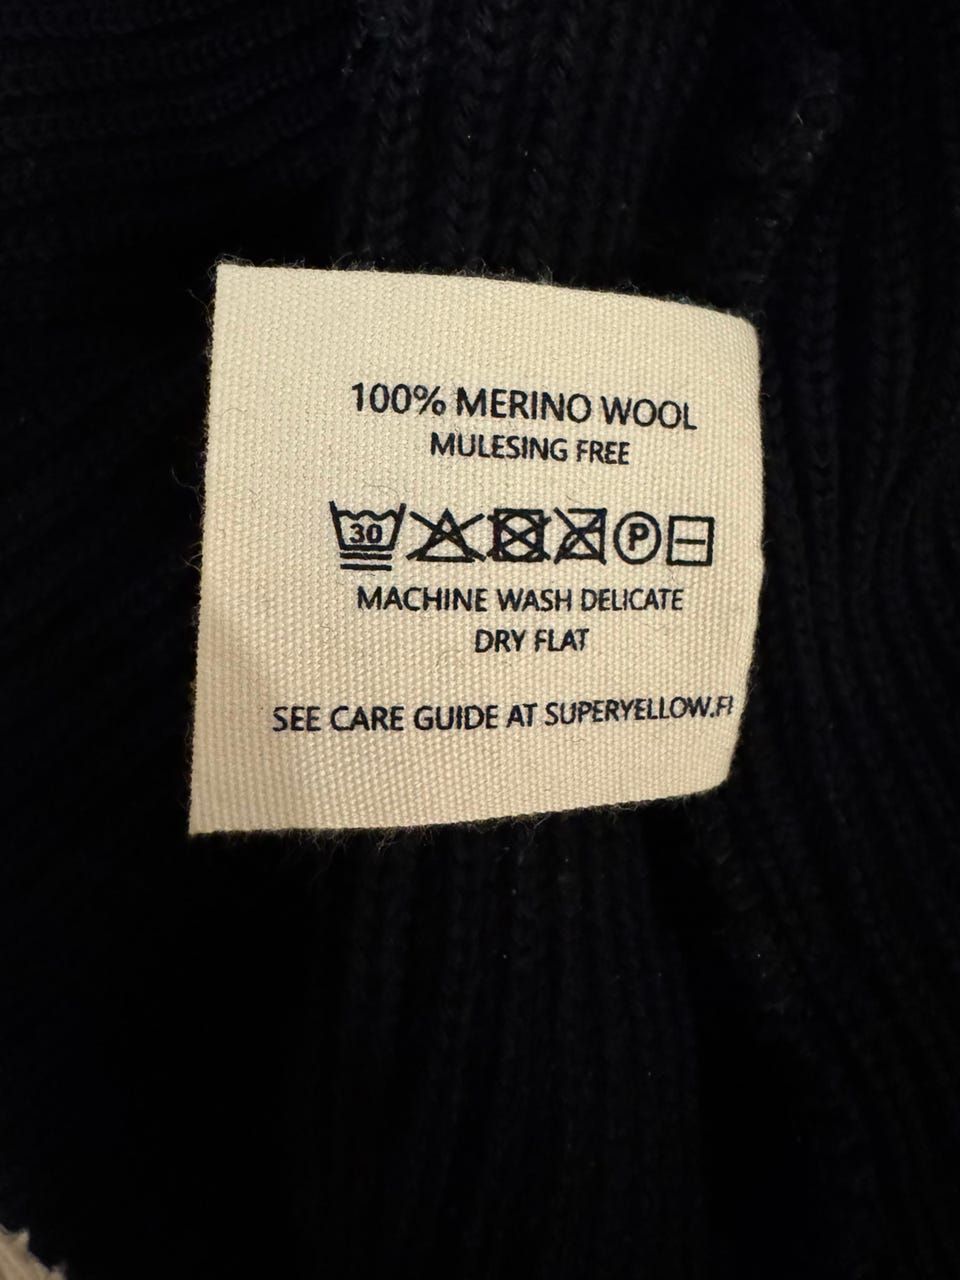 100% MERINO WOOL
MULESING FREE
30 P
MACHINE WASH DELICATE
DRY FLAT
SEE CARE GUIDE AT SUPERYELLOW.FI